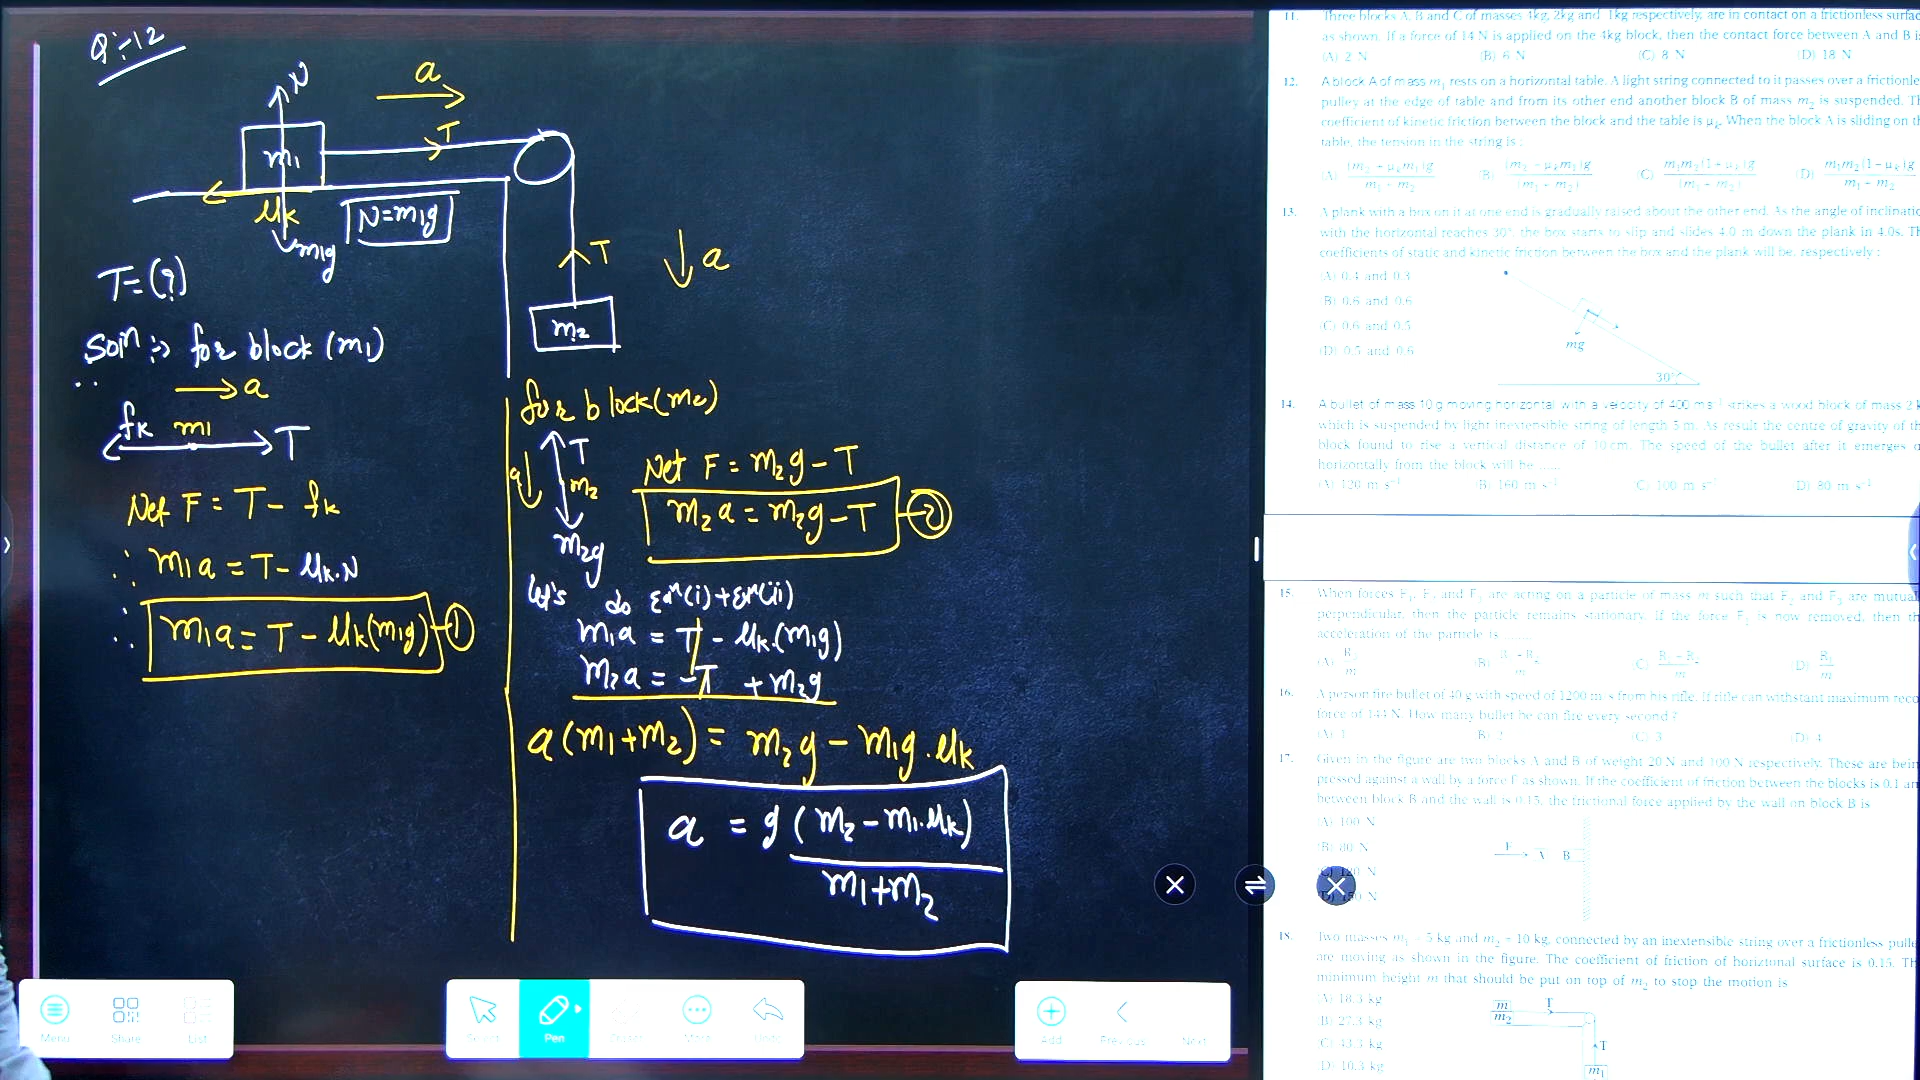 Q:-12
N
a
T
m1
μk
N=m1g
m1g
T=(?)
T
a
m2
Soln :-> for block (m1)
a
fk m1 T
Net F = T - fk
∴ m1a = T - μk.N
∴ m1a = T - μk(m1g) 1
for block (m2)
T
a m2
m2g
Net F = m2g - T
m2a = m2g - T 2
let's do Eqn(i)+Eqn(ii)
m1a = T - μk.(m1g)
m2a = -T + m2g
a(m1+m2) = m2g - m1g.μk
a = g (m2 - m1.μk)
m1+m2
Menu Share List
Select Pen More Undo
Add Previous Next
11. Three blocks A, B and C of masses 4kg, 2kg and 1kg respectively, are in contact on a frictionless surfac
as shown. If a force of 14 N is applied on the 4kg block, then the contact force between A and B i
(A) 2 N (B) 6 N (C) 8 N (D) 18 N
12. A block A of mass m1 rests on a horizontal table. A light string connected to it passes over a frictionle
pulley at the edge of table and from its other end another block B of mass m2 is suspended. T
coefficient of kinetic friction between the block and the table is μk. When the block A is sliding on t
table, the tension in the string is :
(A) (B) (C) (D)
13. A plank with a box on it at one end is gradually raised about the other end. As the angle of inclinati
with the horizontal reaches 30°, the box starts to slip and slides 4.0 m down the plank in 4.0s. T
coefficients of static and kinetic friction between the box and the plank will be, respectively :
(A) 0.4 and 0.3
(B) 0.6 and 0.6
(C) 0.6 and 0.5
(D) 0.5 and 0.6
mg
30°
14. A bullet of mass 10 g moving horizontal with a velocity of 400 m s-1 strikes a wood block of mass 2
which is suspended by light inextensible string of length 5 m. As result the centre of gravity of t
block found to rise a vertical distance of 10 cm. The speed of the bullet after it emerges o
horizontally from the block will be ......
(A) 120 m s-1 (B) 160 m s-1 (C) 100 m s-1 (D) 80 m s-1
15. When forces F1, F2 and F3 are acting on a particle of mass m such that F2 and F3 are mutual
perpendicular, then the particle remains stationary. If the force F1 is now removed, then t
acceleration of the particle is
16. A person fire bullet of 40 g with speed of 1200 m/s from his rifle. If rifle can withstant maximum reco
force of 144 N. How many bullet he can fire every second ?
(A) 1 (B) 2 (C) 3 (D) 4
17. Given in the figure are two blocks A and B of weight 20 N and 100 N respectively. These are bein
pressed against a wall by a force F as shown. If the coefficient of friction between the blocks is 0.1 an
between block B and the wall is 0.15, the frictional force applied by the wall on block B is
(A) 100 N
(B) 80 N
(C) 120 N
(D) 150 N
F A B
18. Two masses m1 = 5 kg and m2 = 10 kg, connected by an inextensible string over a frictionless pulle
are moving as shown in the figure. The coefficient of friction of horiztonal surface is 0.15. T
minimum height m that should be put on top of m2 to stop the motion is
(A) 18.3 kg
(B) 27.3 kg
(C) 43.3 kg
(D) 10.3 kg
m
m2
T
T
m1